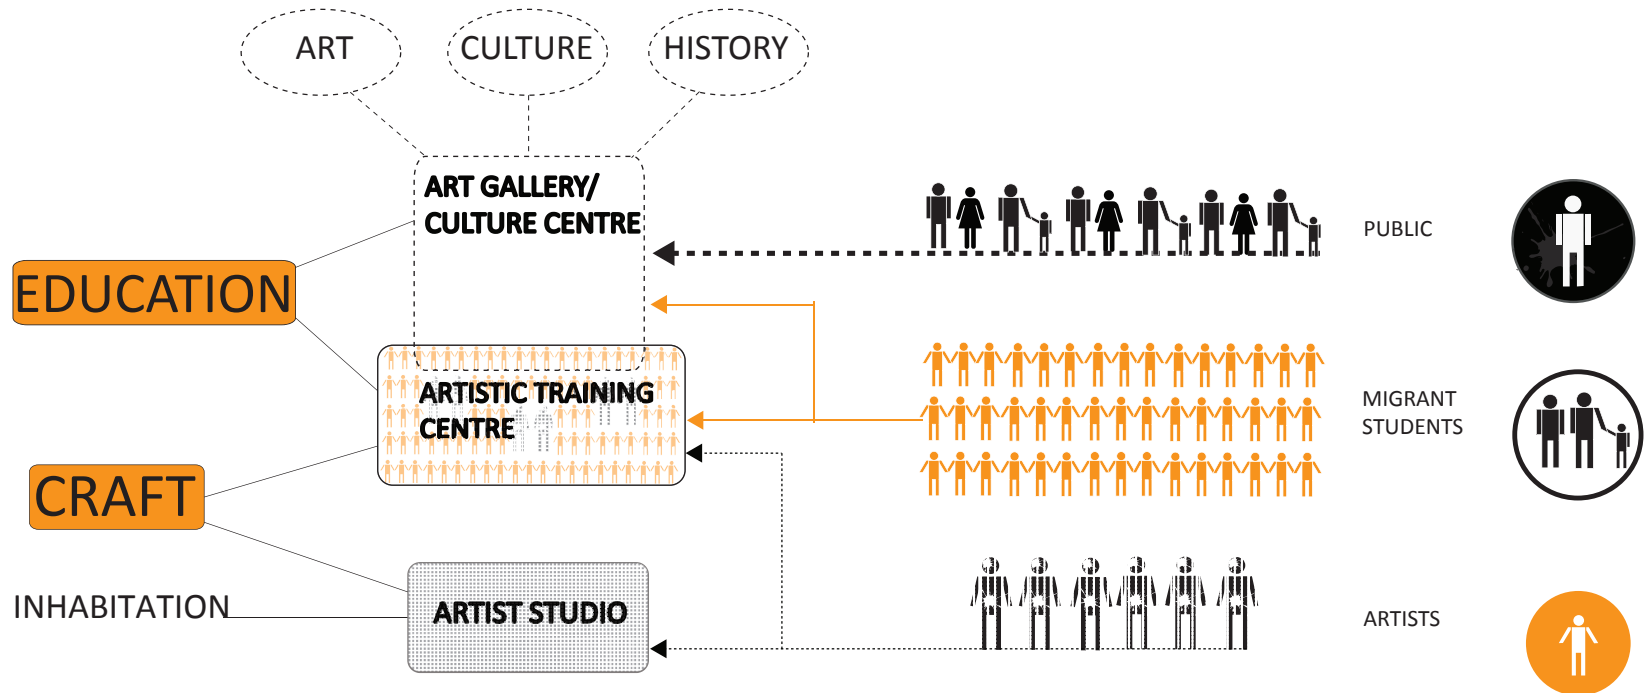 ART
CULTURE
HISTORY
ART GALLERY/
CULTURE CENTRE
PUBLIC
EDUCATION
ARTISTIC TRAINING
CENTRE
MIGRANT
STUDENTS
CRAFT
INHABITATION
ARTIST STUDIO
ARTISTS